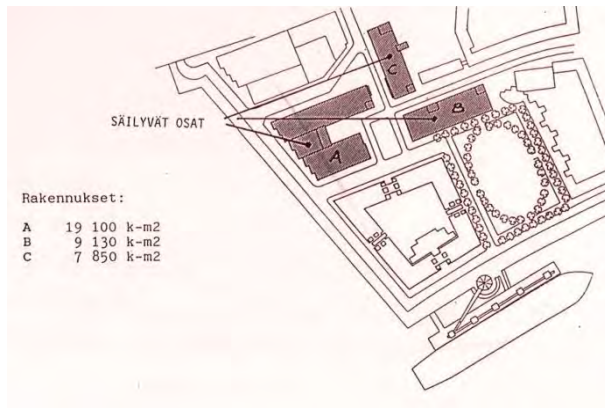 C
B
SÄILYVÄT OSAT
A
Rakennukset:
A 19 100 k-m2
B 9 130 k-m2
C 7 850 k-m2